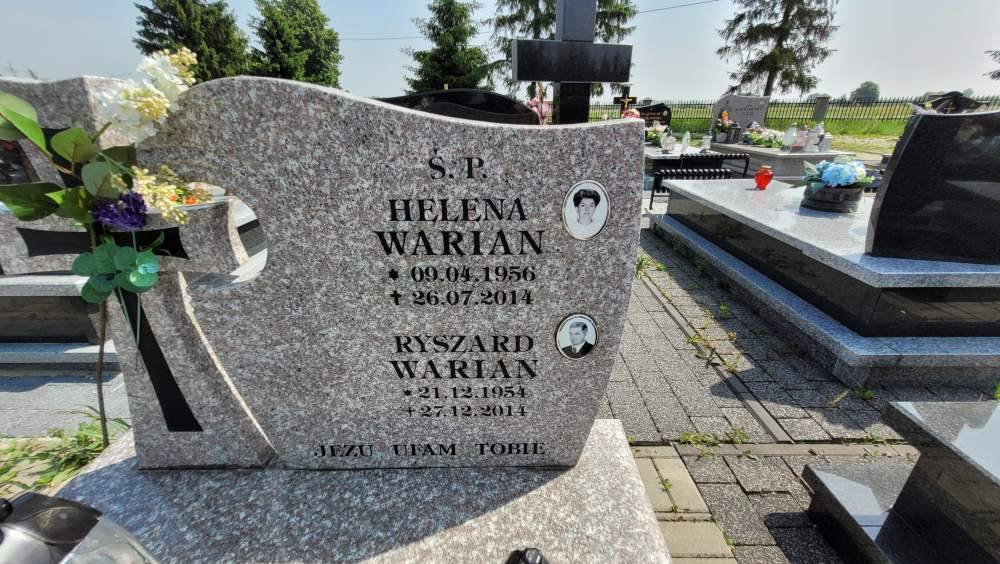 Ś. P.
HELENA
WARIAN
* 09.04.1956
✝ 26.07.2014
RYSZARD
WARIAN
* 21.12.1954
✝ 27.12.2014
JEZU UFAM TOBIE